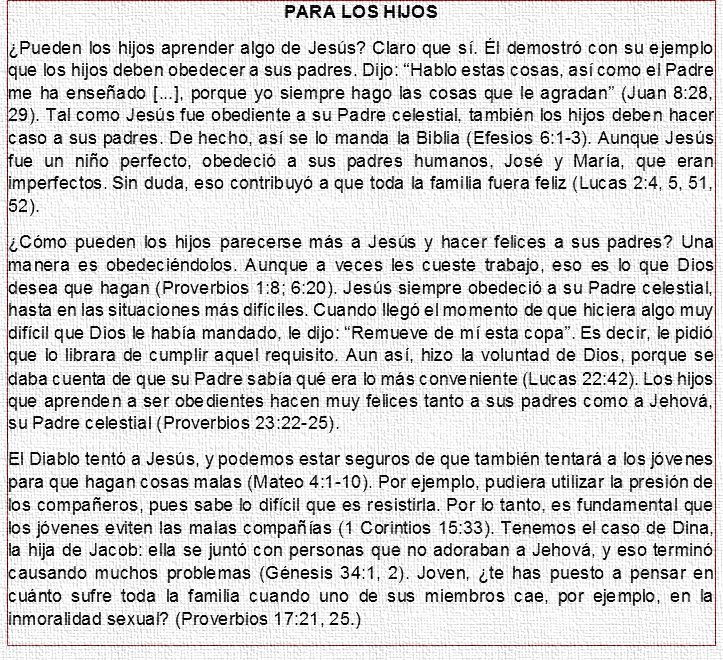 PARA LOS HIJOS
¿Pueden los hijos aprender algo de Jesús? Claro que sí. Él demostró con su ejemplo
que los hijos deben obedecer a sus padres. Dijo: “Hablo estas cosas, así como el Padre
me ha enseñado [...], porque yo siempre hago las cosas que le agradan” (Juan 8:28,
29). Tal como Jesús fue obediente a su Padre celestial, también los hijos deben hacer
caso a sus padres. De hecho, así se lo manda la Biblia (Efesios 6:1-3). Aunque Jesús
fue un niño perfecto, obedeció a sus padres humanos, José y María, que eran
imperfectos. Sin duda, eso contribuyó a que toda la familia fuera feliz (Lucas 2:4, 5, 51,
52).
¿Cómo pueden los hijos parecerse más a Jesús y hacer felices a sus padres? Una
manera es obedeciéndolos. Aunque a veces les cueste trabajo, eso es lo que Dios
desea que hagan (Proverbios 1:8; 6:20). Jesús siempre obedeció a su Padre celestial,
hasta en las situaciones más difíciles. Cuando llegó el momento de que hiciera algo muy
difícil que Dios le había mandado, le dijo: “Remueve de mí esta copa”. Es decir, le pidió
que lo librara de cumplir aquel requisito. Aun así, hizo la voluntad de Dios, porque se
daba cuenta de que su Padre sabía qué era lo más conveniente (Lucas 22:42). Los hijos
que aprenden a ser obedientes hacen muy felices tanto a sus padres como a Jehová,
su Padre celestial (Proverbios 23:22-25).
El Diablo tentó a Jesús, y podemos estar seguros de que también tentará a los jóvenes
para que hagan cosas malas (Mateo 4:1-10). Por ejemplo, pudiera utilizar la presión de
los compañeros, pues sabe lo difícil que es resistirla. Por lo tanto, es fundamental que
los jóvenes eviten las malas compañías (1 Corintios 15:33). Tenemos el caso de Dina,
la hija de Jacob: ella se juntó con personas que no adoraban a Jehová, y eso terminó
causando muchos problemas (Génesis 34:1, 2). Joven, ¿te has puesto a pensar en
cuánto sufre toda la familia cuando uno de sus miembros cae, por ejemplo, en la
inmoralidad sexual? (Proverbios 17:21, 25.)